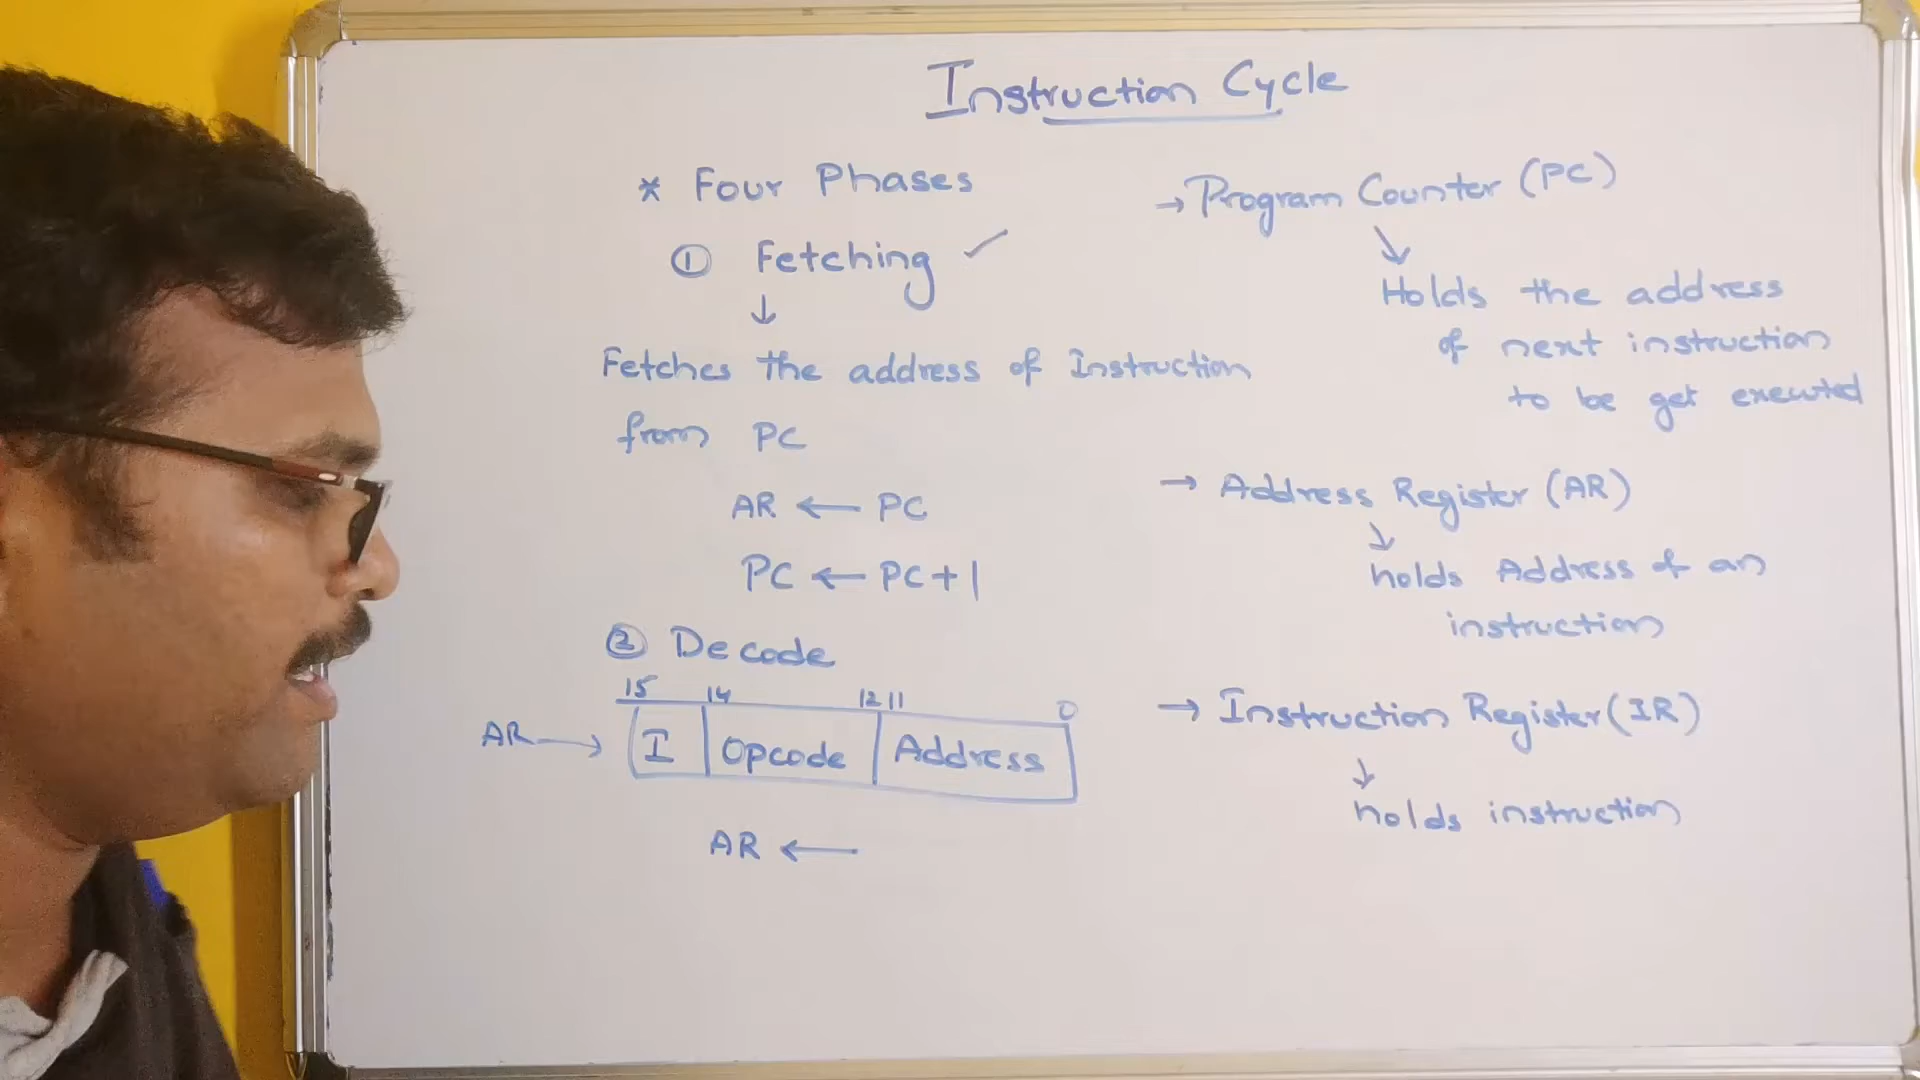 Instruction Cycle
* Four Phases
① Fetching ✓
↓
Fetches the address of Instruction
from PC
AR ← PC
PC ← PC+1
② Decode
15 14 12 11 0
AR → I Opcode Address
AR ←
→ Program Counter (PC)
↓
Holds the address
of next instruction
to be get executed
→ Address Register (AR)
↓
holds Address of an
instruction
→ Instruction Register (IR)
↓
holds instruction